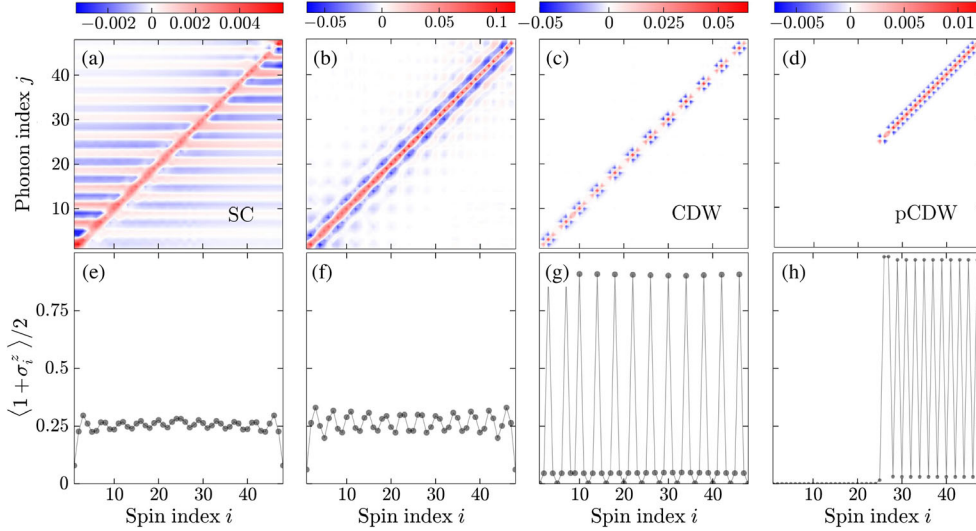 −0.002 0 0.004
−0.05 0 0.05 0.1
−0.05 0 0.025 0.05
−0.005 0 0.005 0.01
(a)
(b)
(c)
(d)
Phonon index j
40
30
20
10
SC
CDW
pCDW
(e)
(f)
(g)
(h)
⟨1+σᵢᶻ⟩/2
0.75
0.5
0.25
0
10 20 30 40
10 20 30 40
10 20 30 40
10 20 30 40
Spin index i
Spin index i
Spin index i
Spin index i